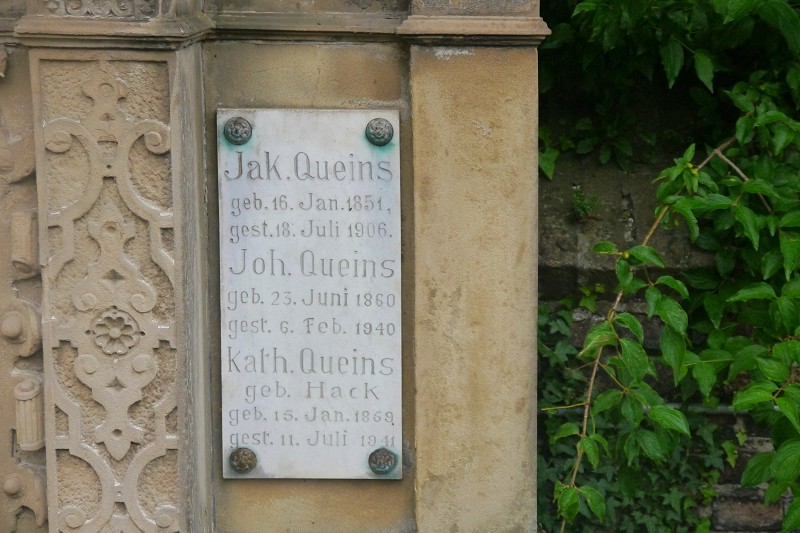 Jak. Queins
geb. 16. Jan. 1851,
gest. 18. Juli 1906.
Joh. Queins
geb. 23. Juni 1860
gest. 6. Feb. 1940
Kath. Queins
geb. Hack
geb. 15. Jan. 1869
gest. 11. Juli 1941